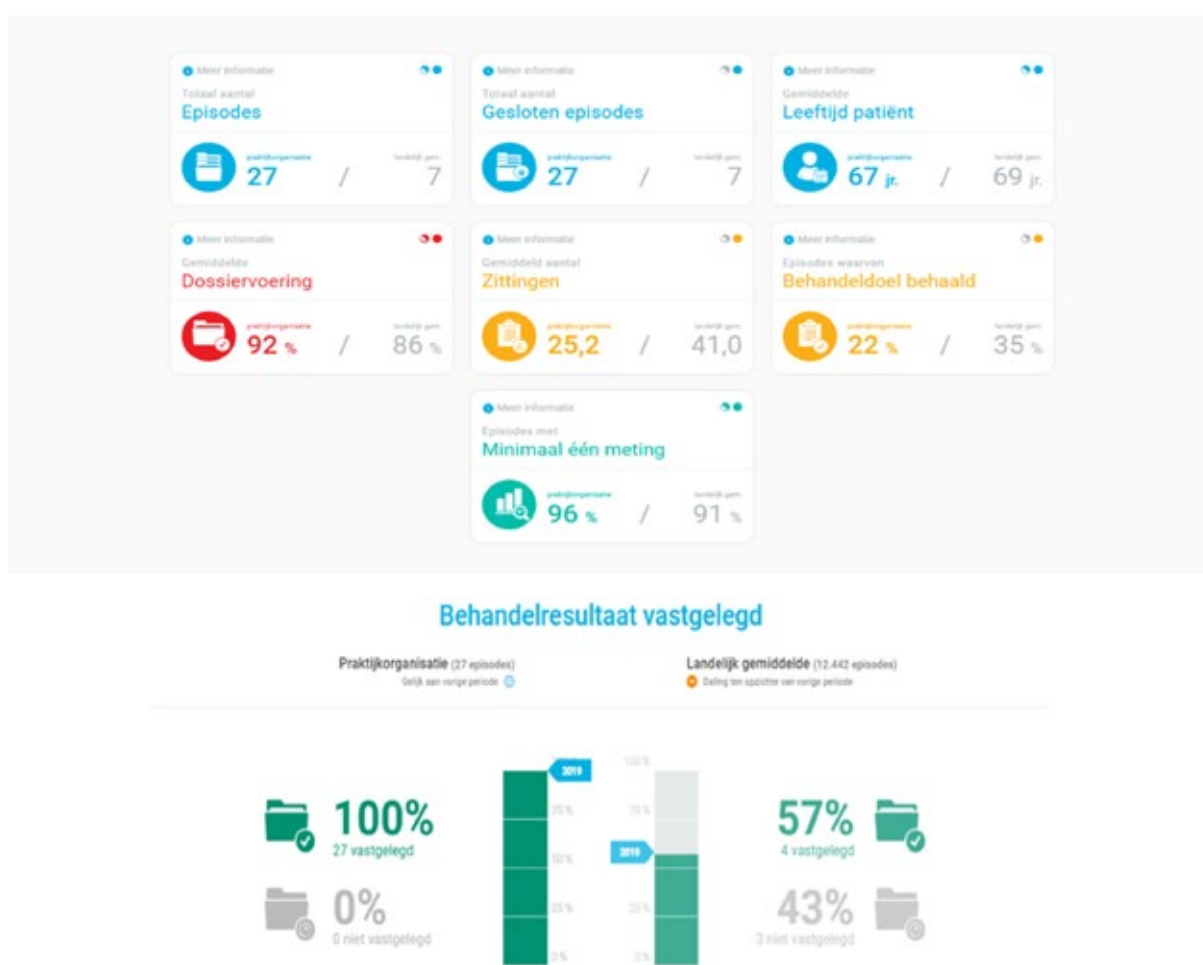 Meer informatie
Totaal aantal
Episodes
praktijkorganisatie
27
/
landelijk gem.
7
Meer informatie
Totaal aantal
Gesloten episodes
praktijkorganisatie
27
/
landelijk gem.
7
Meer informatie
Gemiddelde
Leeftijd patiënt
praktijkorganisatie
67 jr.
/
landelijk gem.
69 jr.
Meer informatie
Gemiddelde
Dossiervoering
praktijkorganisatie
92 %
/
landelijk gem.
86 %
Meer informatie
Gemiddeld aantal
Zittingen
praktijkorganisatie
25,2
/
landelijk gem.
41,0
Meer informatie
Episodes waarvan
Behandeldoel behaald
praktijkorganisatie
22 %
/
landelijk gem.
35 %
Meer informatie
Episodes met
Minimaal één meting
praktijkorganisatie
96 %
/
landelijk gem.
91 %
Behandelresultaat vastgelegd
Praktijkorganisatie (27 episodes)
Gelijk aan vorige periode
Landelijk gemiddelde (12.442 episodes)
Daling ten opzichte van vorige periode
100%
27 vastgelegd
0%
0 niet vastgelegd
2019
75 %
50 %
25 %
0 %
100 %
75 %
2019
25 %
0 %
57%
4 vastgelegd
43%
3 niet vastgelegd